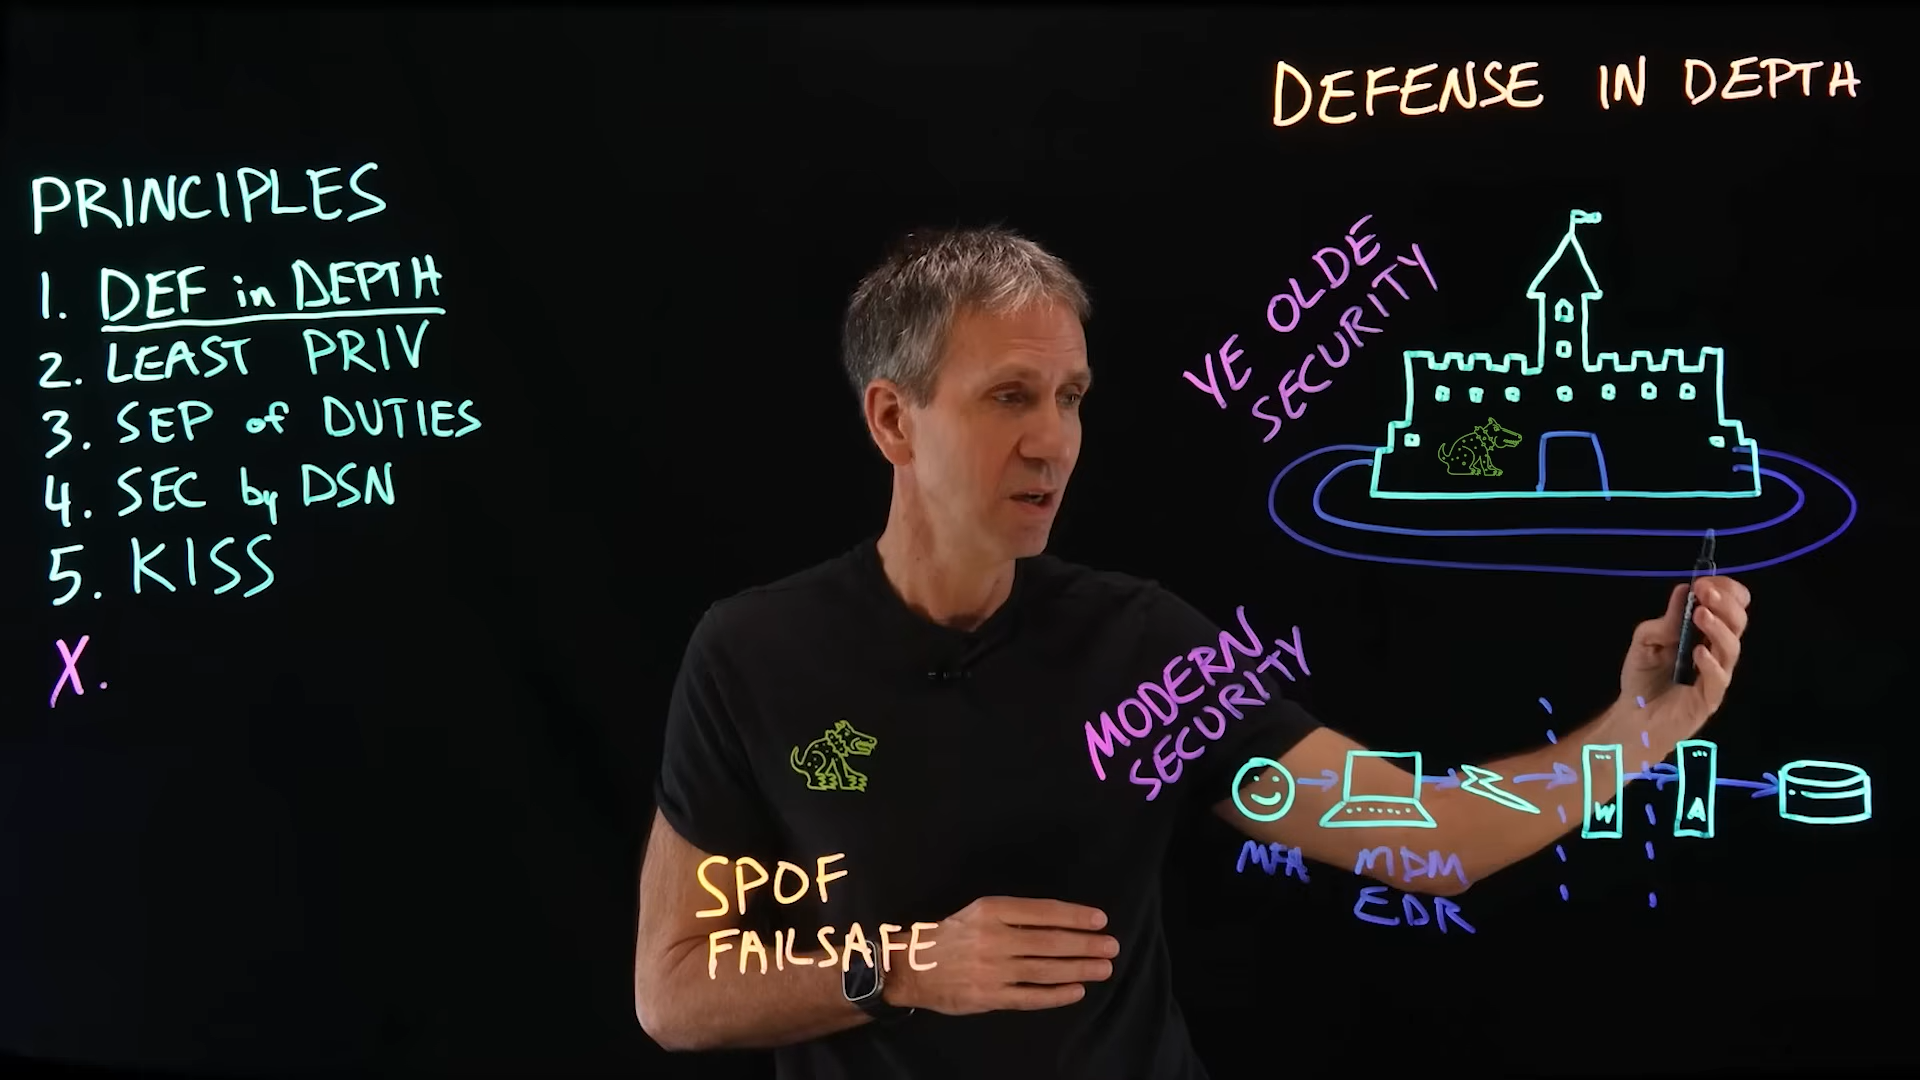 DEFENSE IN DEPTH
PRINCIPLES
1. DEF in DEPTH
2. LEAST PRIV
3. SEP of DUTIES
4. SEC by DSN
5. KISS
X.
YE OLDE
SECURITY
MODERN
SECURITY
W
A
MFA
MDM
EDR
SPOF
FAILSAFE